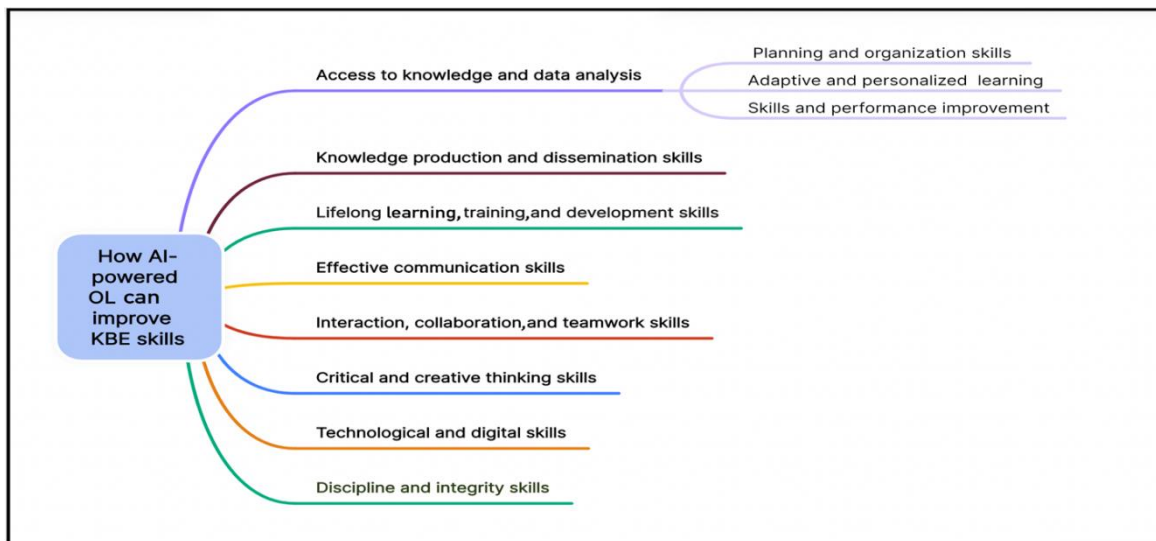 How AI-
powered
OL can
improve
KBE skills
Access to knowledge and data analysis
Planning and organization skills
Adaptive and personalized learning
Skills and performance improvement
Knowledge production and dissemination skills
Lifelong learning,training,and development skills
Effective communication skills
Interaction, collaboration,and teamwork skills
Critical and creative thinking skills
Technological and digital skills
Discipline and integrity skills